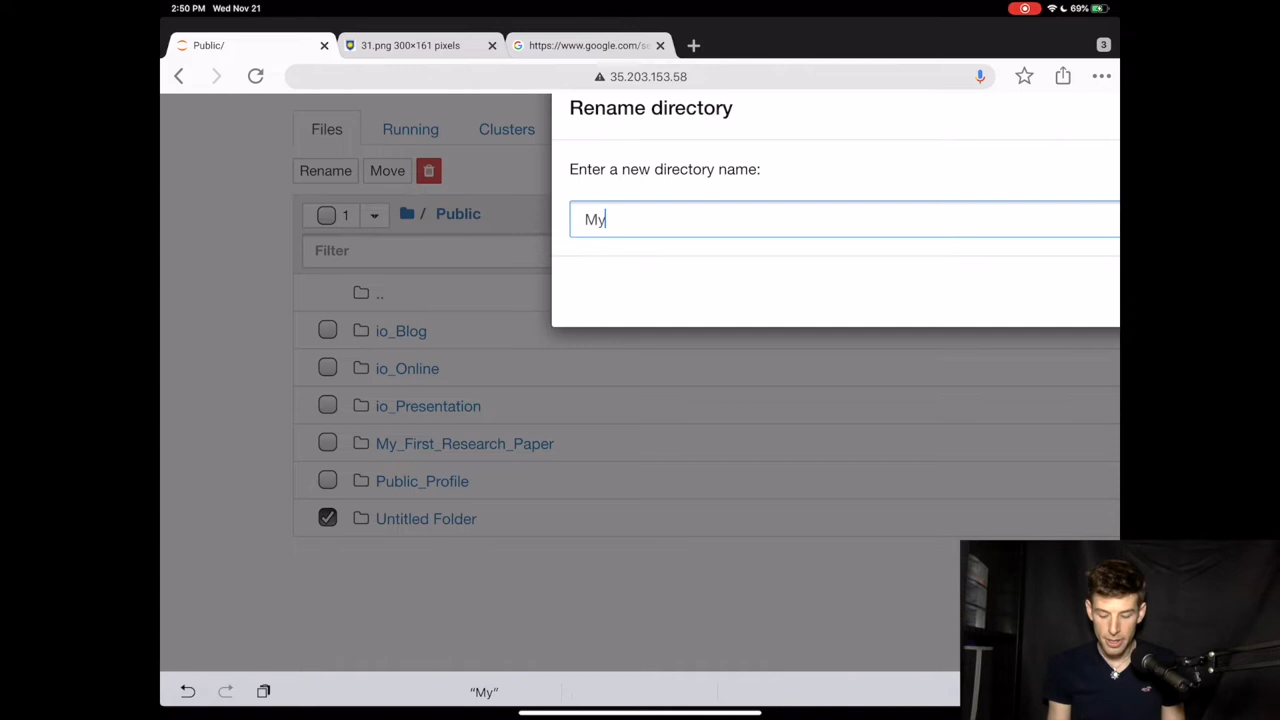 2:50 PM Wed Nov 21
69%
Public/
31.png 300×161 pixels
https://www.google.com/se
3
35.203.153.58
Rename directory
Files
Running
Clusters
Enter a new directory name:
Rename
Move
My
1
/ Public
Filter
..
io_Blog
io_Online
io_Presentation
My_First_Research_Paper
Public_Profile
Untitled Folder
“My”